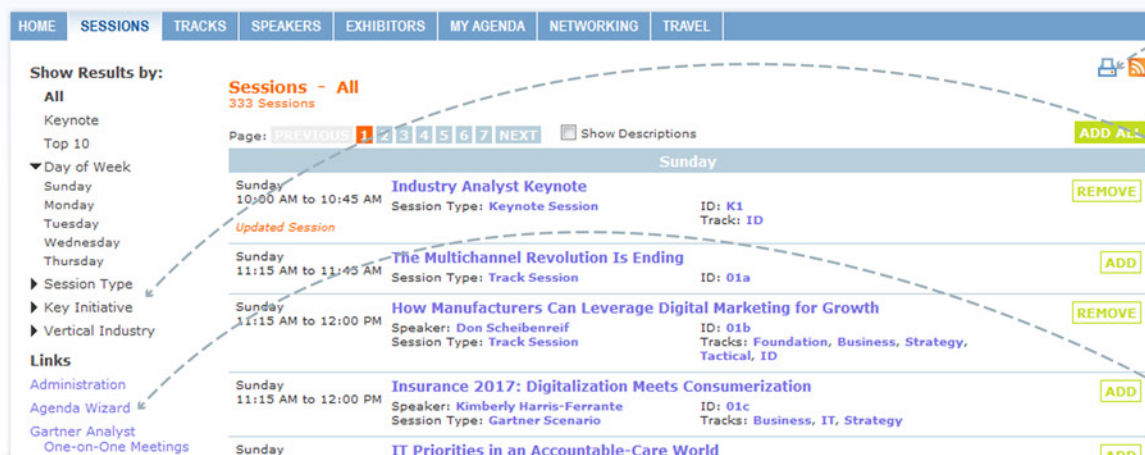 HOME SESSIONS TRACKS SPEAKERS EXHIBITORS MY AGENDA NETWORKING TRAVEL
Show Results by:
All
Keynote
Top 10
Day of Week
Sunday
Monday
Tuesday
Wednesday
Thursday
Session Type
Key Initiative
Vertical Industry
Links
Administration
Agenda Wizard
Gartner Analyst
One-on-One Meetings
Sessions - All
333 Sessions
Page: PREVIOUS 1 2 3 4 5 6 7 NEXT Show Descriptions ADD ALL
Sunday
Sunday Industry Analyst Keynote REMOVE
10:00 AM to 10:45 AM Session Type: Keynote Session ID: K1
Track: ID
Updated Session
Sunday The Multichannel Revolution Is Ending ADD
11:15 AM to 11:45 AM Session Type: Track Session ID: 01a
Sunday How Manufacturers Can Leverage Digital Marketing for Growth REMOVE
11:15 AM to 12:00 PM Speaker: Don Scheibenreif ID: 01b
Session Type: Track Session Tracks: Foundation, Business, Strategy,
Tactical, ID
Sunday Insurance 2017: Digitalization Meets Consumerization ADD
11:15 AM to 12:00 PM Speaker: Kimberly Harris-Ferrante ID: 01c
Session Type: Gartner Scenario Tracks: Business, IT, Strategy
Sunday IT Priorities in an Accountable-Care World ADD